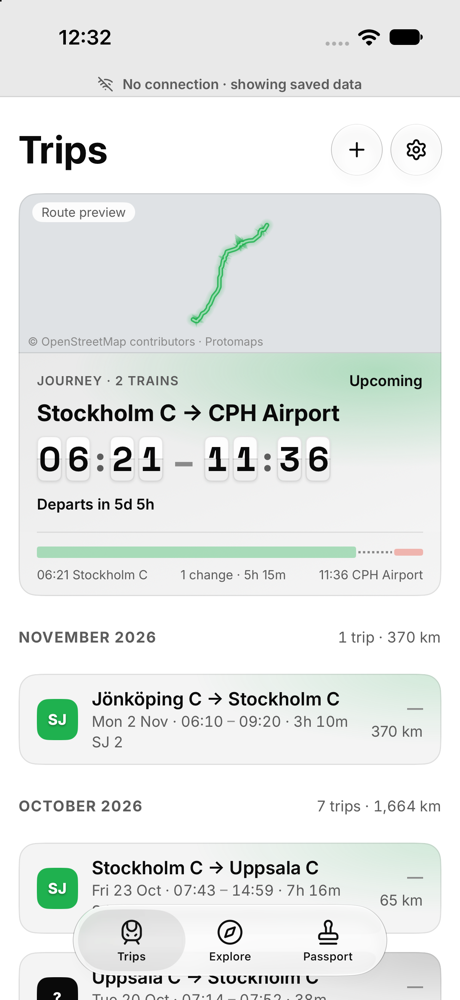 12:32
No connection · showing saved data
Trips
Route preview
© OpenStreetMap contributors · Protomaps
JOURNEY · 2 TRAINS
Upcoming
Stockholm C → CPH Airport
06:21 – 11:36
Departs in 5d 5h
06:21 Stockholm C
1 change · 5h 15m
11:36 CPH Airport
NOVEMBER 2026
1 trip · 370 km
SJ
Jönköping C → Stockholm C
Mon 2 Nov · 06:10 – 09:20 · 3h 10m
SJ 2
—
370 km
OCTOBER 2026
7 trips · 1,664 km
SJ
Stockholm C → Uppsala C
Fri 23 Oct · 07:43 – 14:59 · 7h 16m
—
65 km
?
Uppsala C → Stockholm C
Tue 20 Oct · 07:14 – 07:52 · 38m
Trips
Explore
Passport